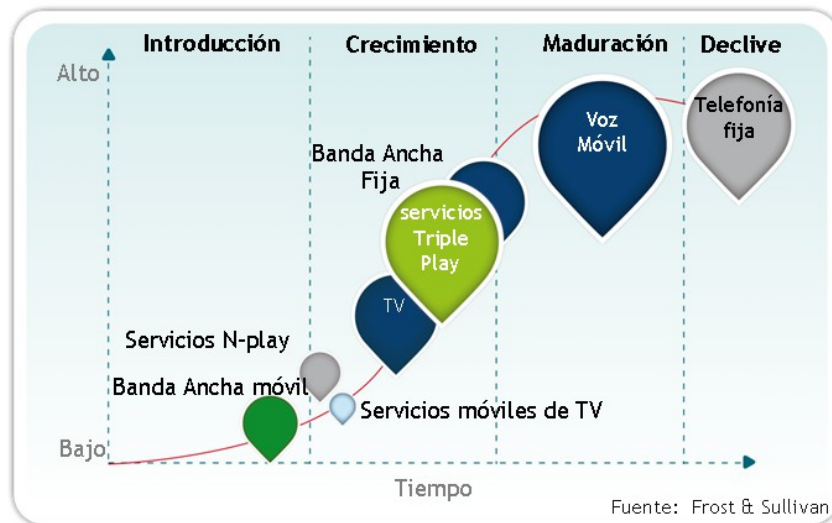 Introducción
Crecimiento
Maduración
Declive
Alto
Telefonía
fija
Voz
Móvil
Banda Ancha
Fija
servicios
Triple
Play
TV
Servicios N-play
Banda Ancha móvil
Servicios móviles de TV
Bajo
Tiempo
Fuente: Frost & Sullivan